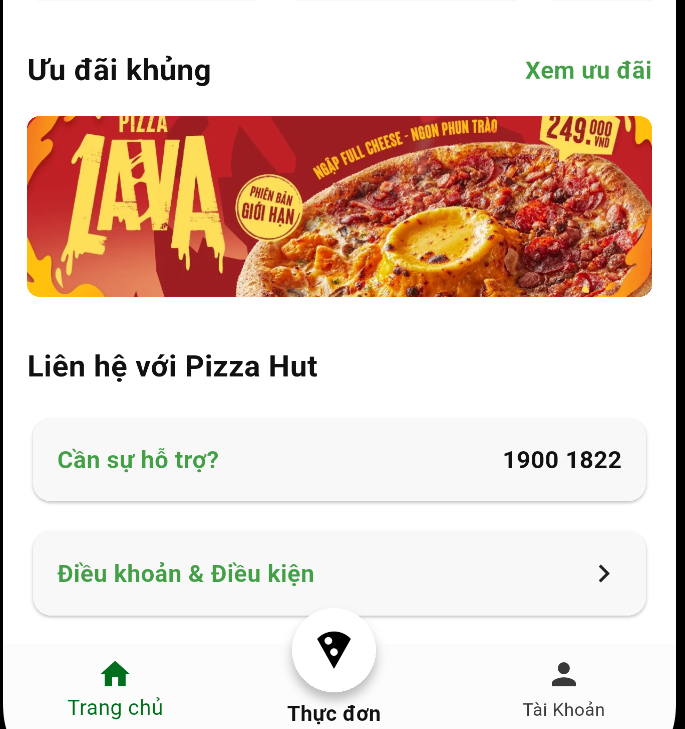 Ưu đãi khủng
Xem ưu đãi
PIZZA
LAVA
PHIÊN BẢN
GIỚI HẠN
NGẬP FULL CHEESE - NGON PHUN TRÀO
249.000
VND
Liên hệ với Pizza Hut
Cần sự hỗ trợ?
1900 1822
Điều khoản & Điều kiện
Trang chủ
Thực đơn
Tài Khoản